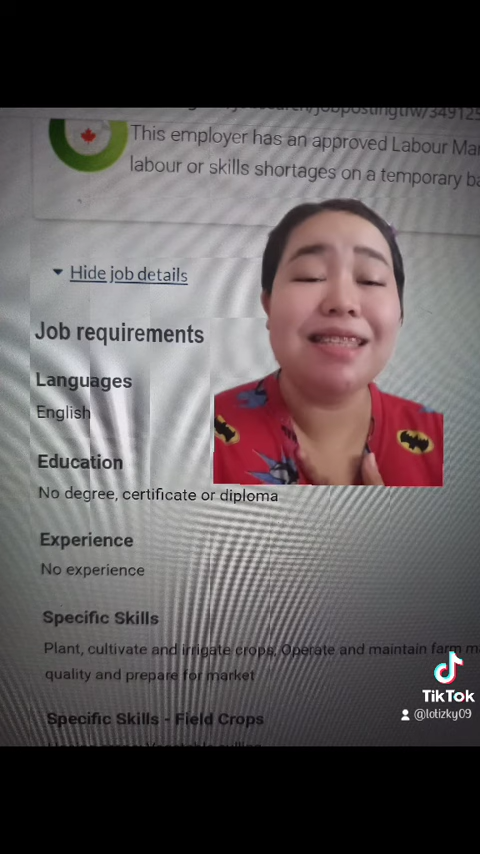 This employer has an approved Labour Mar
labour or skills shortages on a temporary ba
Hide job details
Job requirements
Languages
English
Education
No degree, certificate or diploma
Experience
No experience
Specific Skills
Plant, cultivate and irrigate crops, Operate and maintain farm m
quality and prepare for market
Specific Skills - Field Crops
TikTok
@lotizky09